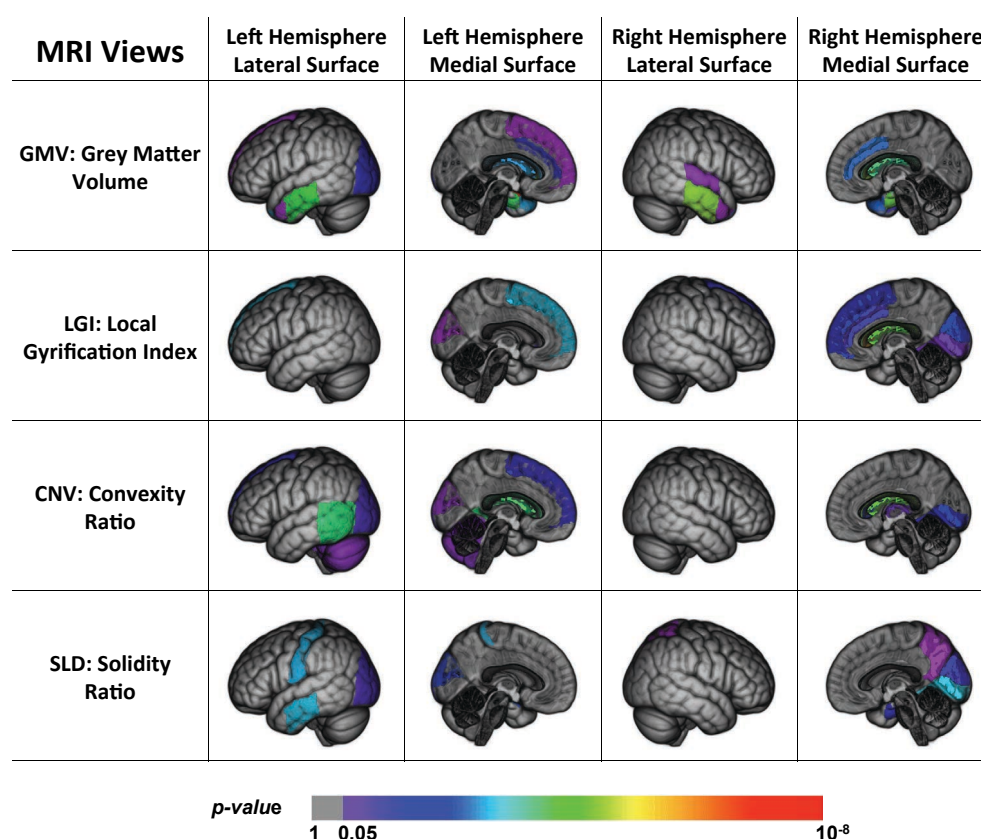 MRI Views
Left Hemisphere
Lateral Surface
Left Hemisphere
Medial Surface
Right Hemisphere
Lateral Surface
Right Hemisphere
Medial Surface
GMV: Grey Matter
Volume
LGI: Local
Gyrification Index
CNV: Convexity
Ratio
SLD: Solidity
Ratio
p-value
1 0.05 10-8